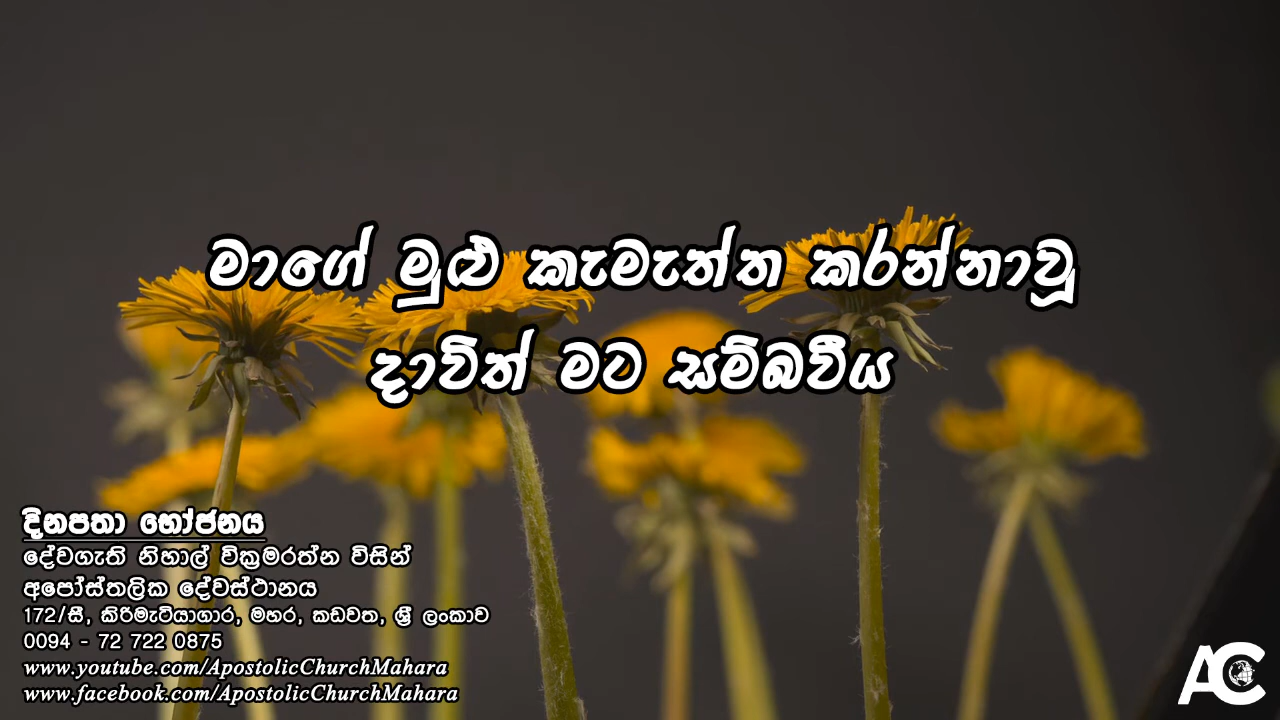 මාගේ මුළු කැමැත්ත කරන්නාවූ
දාවිත් මට සම්බවීය
දිනපතා භෝජනය
දේවගැති නිහාල් වික්‍රමරත්න විසින්
අපෝස්තලික දේවස්ථානය
172/සී, කිරිමැටියාගාර, මහර, කඩවත, ශ්‍රී ලංකාව
0094 - 72 722 0875
www.youtube.com/ApostolicChurchMahara
www.facebook.com/ApostolicChurchMahara
AC